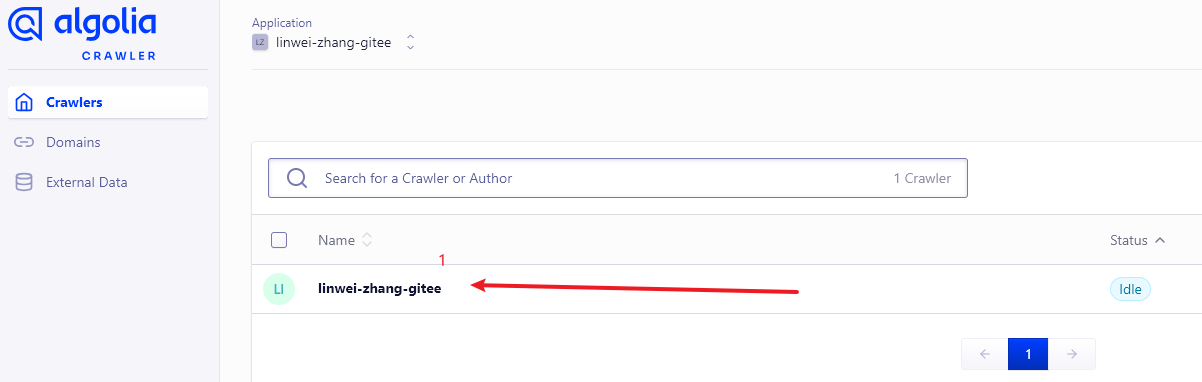 algolia
CRAWLER
Crawlers
Domains
External Data
Application
LZ linwei-zhang-gitee
Search for a Crawler or Author 1 Crawler
Name Status
1
LI linwei-zhang-gitee Idle
1